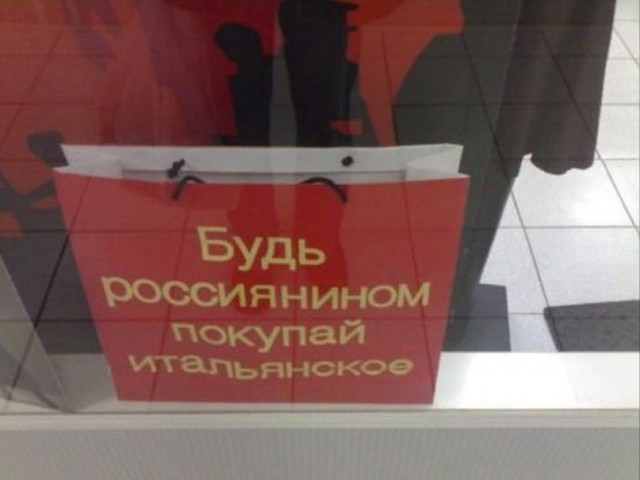 Будь
россиянином
покупай
итальянское